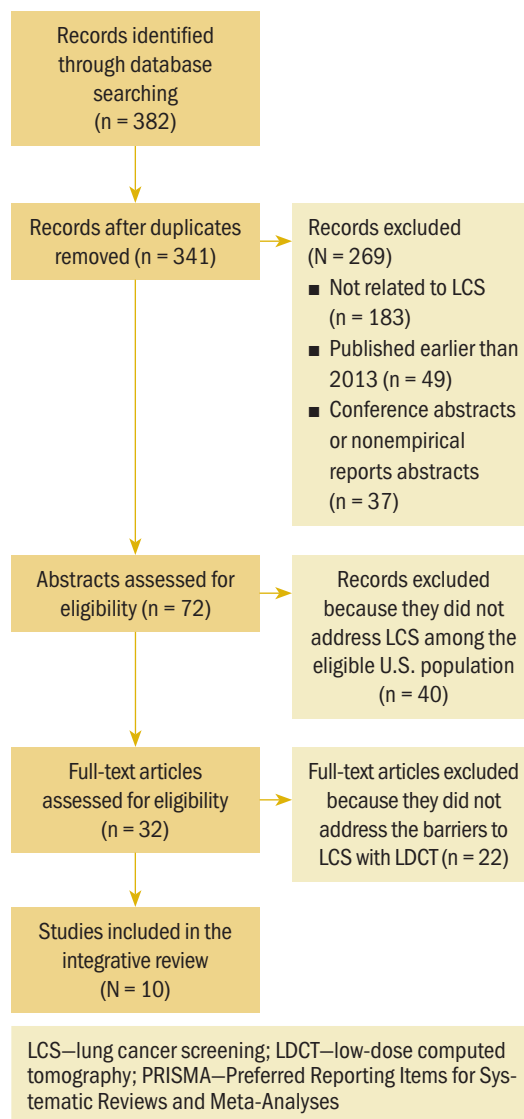 Records identified
through database
searching
(n = 382)
Records after duplicates
removed (n = 341)
Records excluded
(N = 269)
■ Not related to LCS
(n = 183)
■ Published earlier than
2013 (n = 49)
■ Conference abstracts
or nonempirical
reports abstracts
(n = 37)
Abstracts assessed for
eligibility (n = 72)
Records excluded
because they did not
address LCS among the
eligible U.S. population
(n = 40)
Full-text articles
assessed for eligibility
(n = 32)
Full-text articles excluded
because they did not
address the barriers to
LCS with LDCT (n = 22)
Studies included in the
integrative review
(N = 10)
LCS—lung cancer screening; LDCT—low-dose computed
tomography; PRISMA—Preferred Reporting Items for Sys-
tematic Reviews and Meta-Analyses